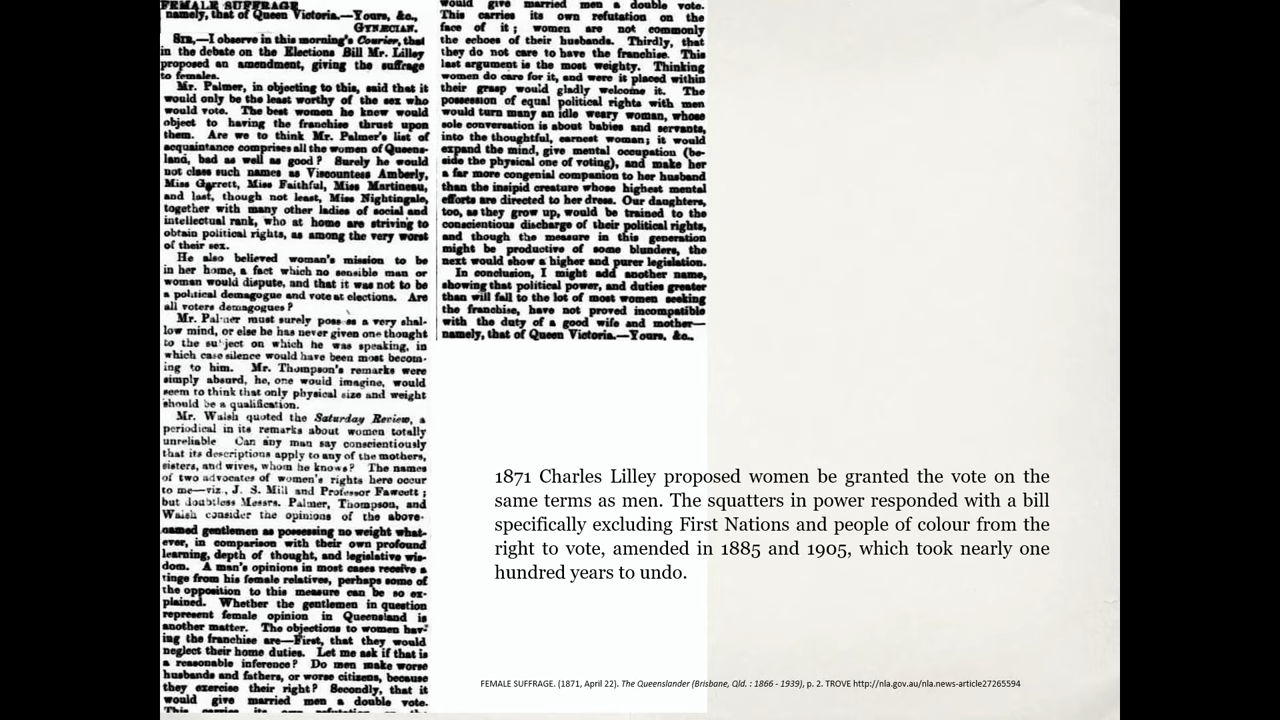 FEMALE SUFFRAGE
namely, that of Queen Victoria.—Yours, &c.,
GYNÆCIAN.
SIR,—I observe in this morning's Courier, that
in the debate on the Elections Bill Mr. Lilley
proposed an amendment, giving the suffrage
to females.
Mr. Palmer, in objecting to this, said that it
would only be the least worthy of the sex who
would vote. The best women he knew would
object to having the franchise thrust upon
them. Are we to think Mr. Palmer's list of
acquaintance comprises all the women of Queens-
land, bad as well as good? Surely he would
not class such names as Viscountess Amberly,
Miss Garrett, Miss Faithful, Miss Martineau,
and last, though not least, Miss Nightingale,
together with many other ladies of social and
intellectual rank, who at home are striving to
obtain political rights, as among the very worst
of their sex.
He also believed woman's mission to be
in her home, a fact which no sensible man or
woman would dispute, and that it was not to be
a political demagogue and vote at elections. Are
all voters demagogues?
Mr. Palmer must surely possess a very shal-
low mind, or else he has never given one thought
to the subject on which he was speaking, in
which case silence would have been most becom-
ing to him. Mr. Thompson's remarks were
simply absurd, he, one would imagine, would
seem to think that only physical size and weight
should be a qualification.
Mr. Walsh quoted the Saturday Review, a
periodical in its remarks about women totally
unreliable Can any man say conscientiously
that its descriptions apply to any of the mothers,
sisters, and wives, whom he knows? The names
of two advocates of women's rights here occur
to me—viz., J. S. Mill and Professor Fawcett;
but doubtless Messrs. Palmer, Thompson, and
Walsh consider the opinions of the above-
named gentlemen as possessing no weight what-
ever, in comparison with their own profound
learning, depth of thought, and legislative wis-
dom. A man's opinions in most cases receive a
tinge from his female relatives, perhaps some of
the opposition to this measure can be so ex-
plained. Whether the gentlemen in question
represent female opinion in Queensland is
another matter. The objections to women hav-
ing the franchise are—First, that they would
neglect their home duties. Let me ask if that is
a reasonable inference? Do men make worse
husbands and fathers, or worse citizens, because
they exercise their right? Secondly, that it
would give married men a double vote.
This carries its own refutation on the
would give married men a double vote.
This carries its own refutation on the
face of it; women are not commonly
the echoes of their husbands. Thirdly, that
they do not care to have the franchise. This
last argument is the most weighty. Thinking
women do care for it, and were it placed within
their grasp would gladly welcome it. The
possession of equal political rights with men
would turn many an idle weary woman, whose
sole conversation is about babies and servants,
into the thoughtful, earnest woman; it would
expand the mind, give mental occupation (be-
side the physical one of voting), and make her
a far more congenial companion to her husband
than the insipid creature whose highest mental
efforts are directed to her dress. Our daughters,
too, as they grow up, would be trained to the
conscientious discharge of their political rights,
and though the measure in this generation
might be productive of some blunders, the
next would show a higher and purer legislation.
In conclusion, I might add another name,
showing that political power, and duties greater
than will fall to the lot of most women seeking
the franchise, have not proved incompatible
with the duty of a good wife and mother—
namely, that of Queen Victoria.—Yours, &c.,
1871 Charles Lilley proposed women be granted the vote on the
same terms as men. The squatters in power responded with a bill
specifically excluding First Nations and people of colour from the
right to vote, amended in 1885 and 1905, which took nearly one
hundred years to undo.
FEMALE SUFFRAGE. (1871, April 22). The Queenslander (Brisbane, Qld. : 1866 - 1939), p. 2. TROVE http\://nla.gov.au/nla.news-article27265594